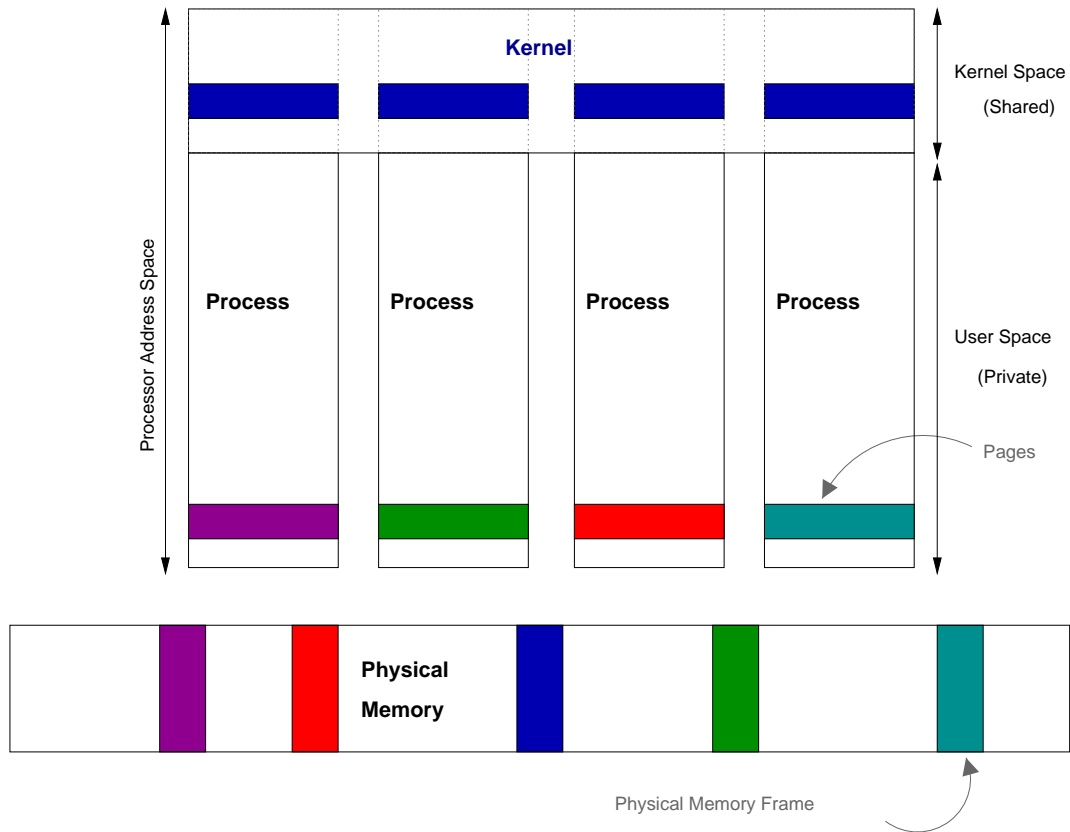 Kernel
Kernel Space
(Shared)
Processor Address Space
Process
Process
Process
Process
User Space
(Private)
Pages
Physical
Memory
Physical Memory Frame